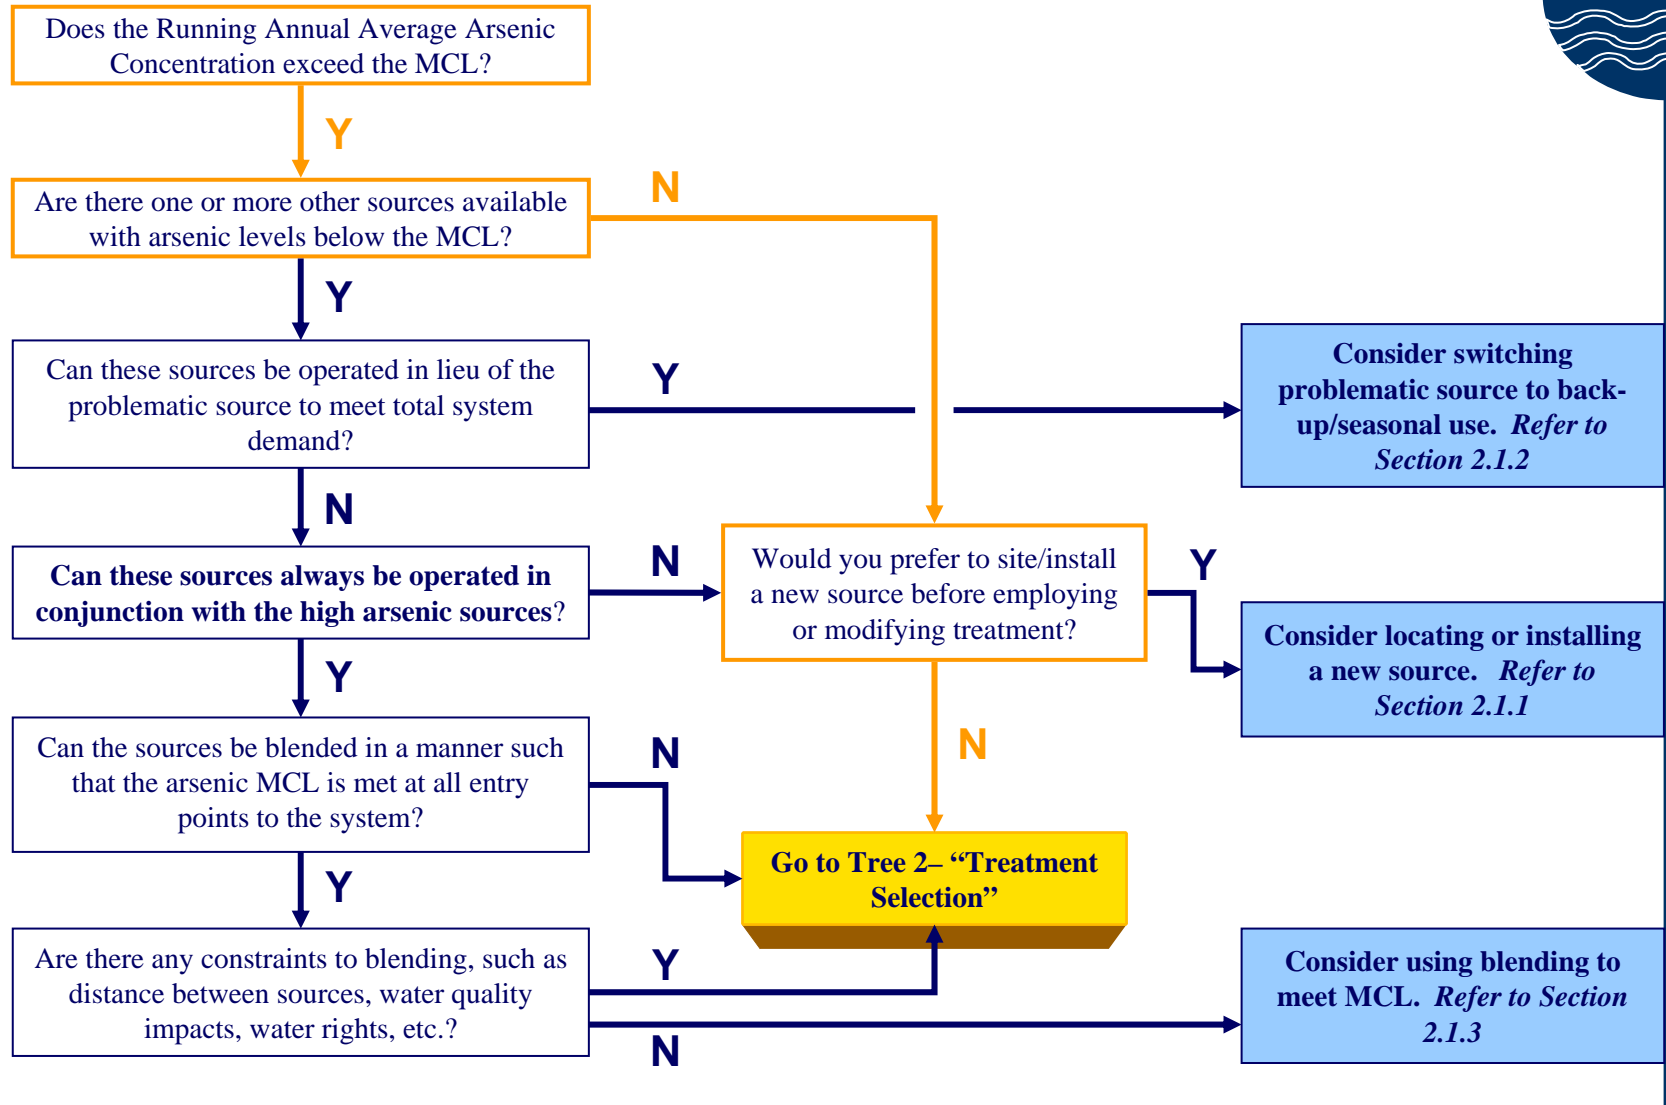 Does the Running Annual Average Arsenic
Concentration exceed the MCL?
Y
Are there one or more other sources available
with arsenic levels below the MCL?
N
Y
Can these sources be operated in lieu of the
problematic source to meet total system
demand?
Y
Consider switching
problematic source to back-
up/seasonal use. Refer to
Section 2.1.2
N
Can these sources always be operated in
conjunction with the high arsenic sources?
N
Would you prefer to site/install
a new source before employing
or modifying treatment?
Y
Consider locating or installing
a new source. Refer to
Section 2.1.1
Y
N
Can the sources be blended in a manner such
that the arsenic MCL is met at all entry
points to the system?
N
Go to Tree 2– “Treatment
Selection”
Y
Are there any constraints to blending, such as
distance between sources, water quality
impacts, water rights, etc.?
Y
N
Consider using blending to
meet MCL. Refer to Section
2.1.3